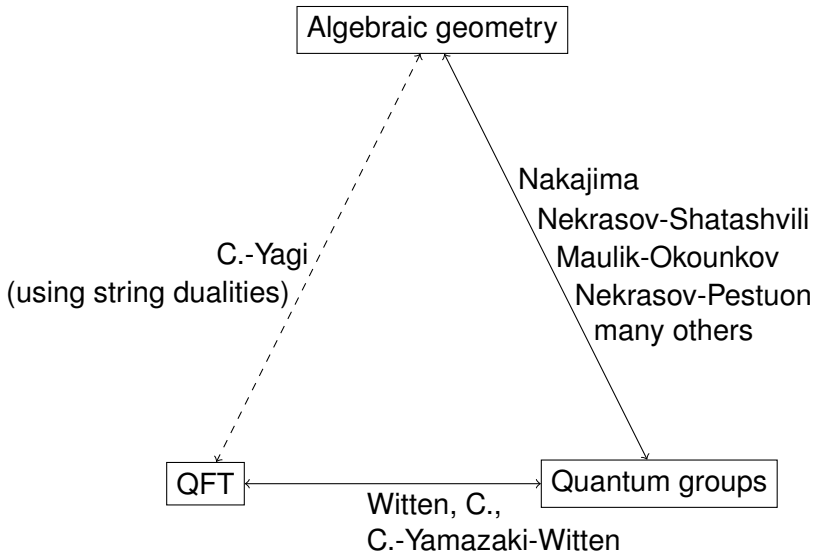 Algebraic geometry
Nakajima
Nekrasov-Shatashvili
C.-Yagi
Maulik-Okounkov
(using string dualities)
Nekrasov-Pestuon
many others
QFT
Quantum groups
Witten, C.,
C.-Yamazaki-Witten